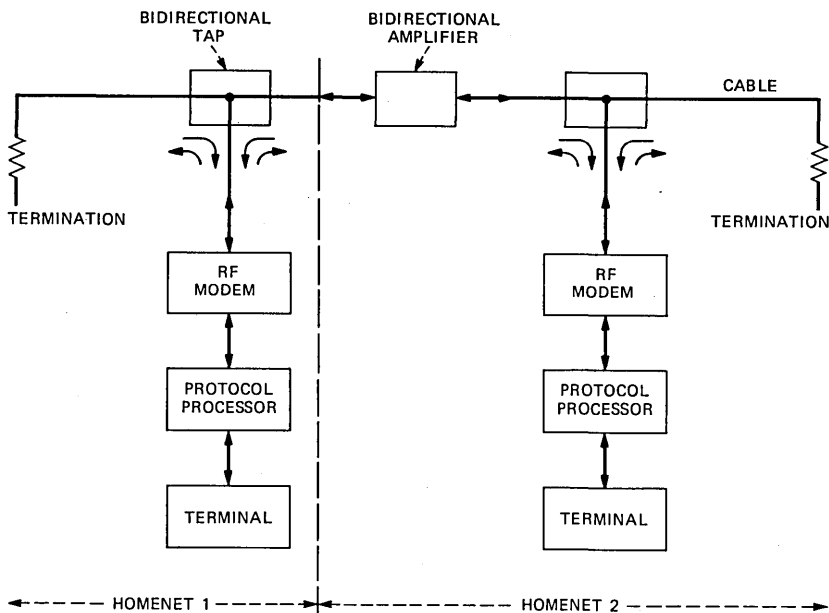 BIDIRECTIONAL
TAP
BIDIRECTIONAL
AMPLIFIER
CABLE
TERMINATION
TERMINATION
RF
MODEM
RF
MODEM
PROTOCOL
PROCESSOR
PROTOCOL
PROCESSOR
TERMINAL
TERMINAL
HOMENET 1
HOMENET 2